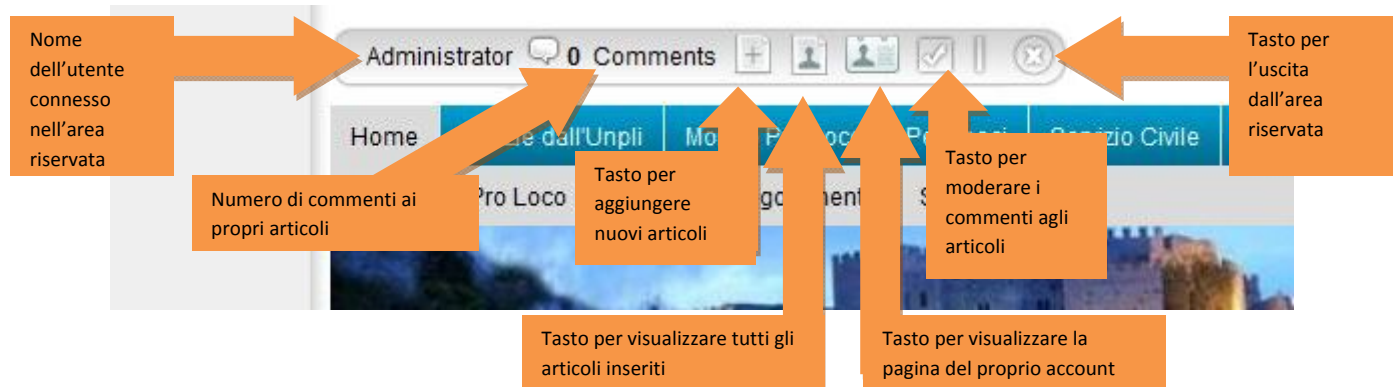 Nome
dell’utente
connesso
nell’area
riservata
Administrator 0 Comments
Tasto per
l’uscita
dall’area
riservata
Home dall'Unpli Servizio Civile
Numero di commenti ai
propri articoli
Tasto per
aggiungere
nuovi articoli
Tasto per
moderare i
commenti agli
articoli
Pro Loco
Tasto per visualizzare tutti gli
articoli inseriti
Tasto per visualizzare la
pagina del proprio account